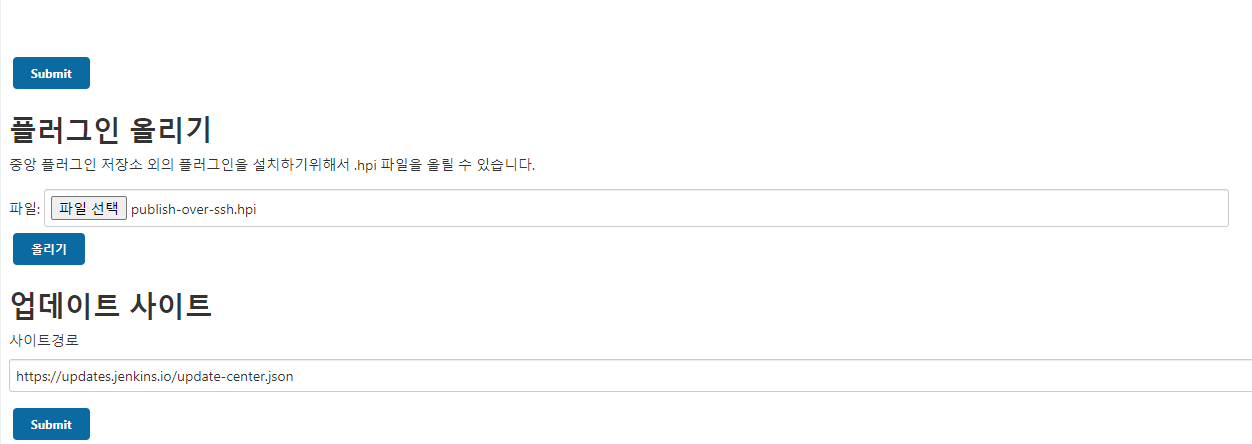 Submit
플러그인 올리기
중앙 플러그인 저장소 외의 플러그인을 설치하기위해서 .hpi 파일을 올릴 수 있습니다.
파일: 파일 선택 publish-over-ssh.hpi
올리기
업데이트 사이트
사이트경로
https://updates.jenkins.io/update-center.json
Submit